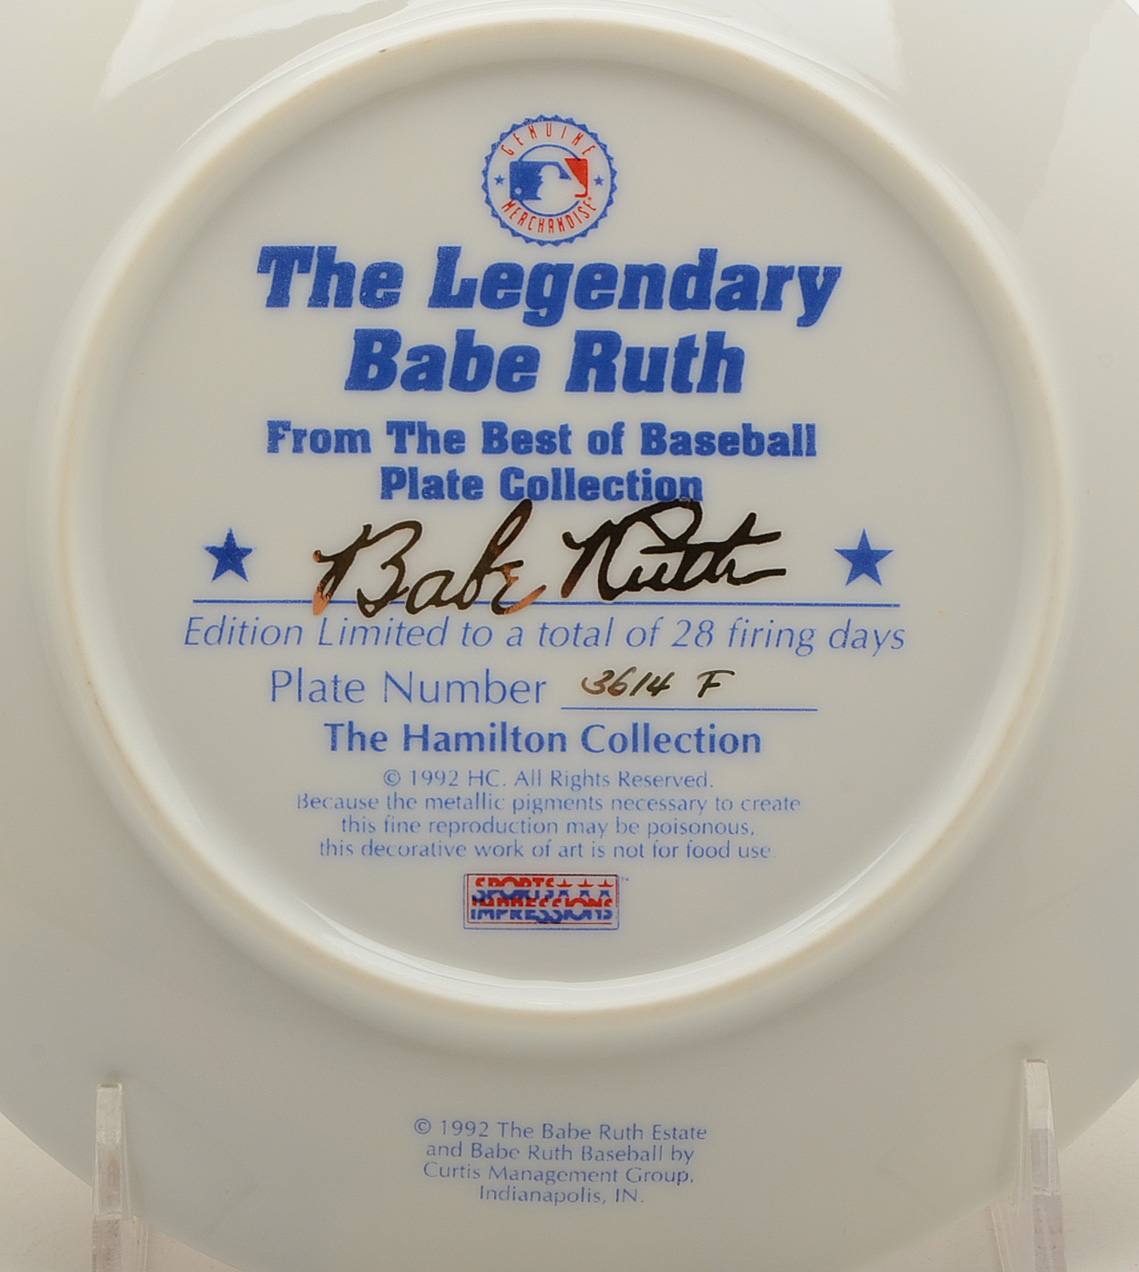 GENUINE
MERCHANDISE
The Legendary
Babe Ruth
From The Best of Baseball
Plate Collection
Babe Ruth
Edition Limited to a total of 28 firing days
Plate Number 3614 F
The Hamilton Collection
© 1992 HC. All Rights Reserved.
Because the metallic pigments necessary to create
this fine reproduction may be poisonous,
this decorative work of art is not for food use.
SPORTS
IMPRESSIONS™
© 1992 The Babe Ruth Estate
and Babe Ruth Baseball by
Curtis Management Group,
Indianapolis, IN.